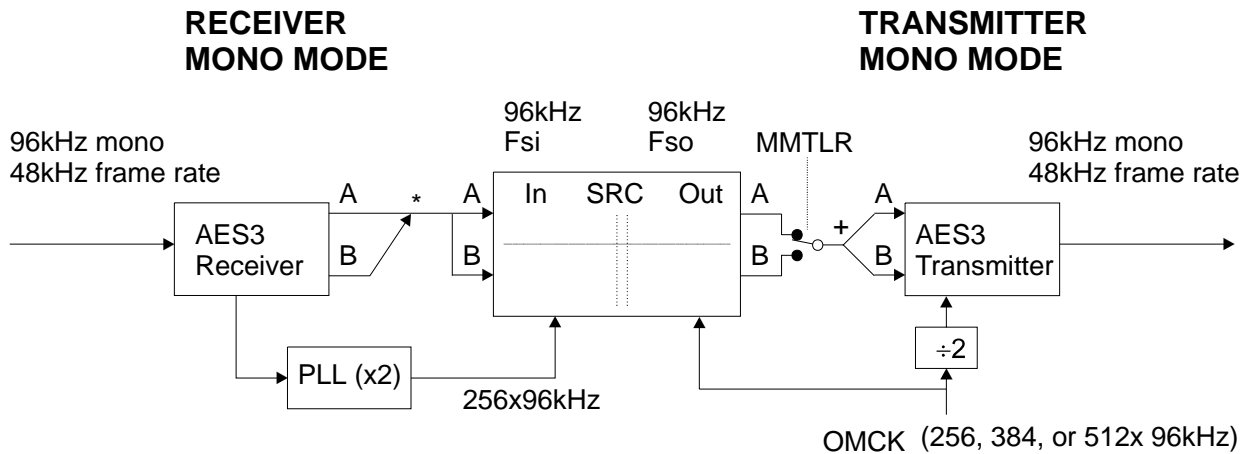 RECEIVER
MONO MODE
TRANSMITTER
MONO MODE
96kHz mono
48kHz frame rate
96kHz
Fsi
96kHz
Fso
MMTLR
96kHz mono
48kHz frame rate
A
*
A
In
SRC
Out
A
+
A
AES3
Receiver
B
B
B
B
AES3
Transmitter
÷2
PLL (x2)
256x96kHz
OMCK (256, 384, or 512x 96kHz)